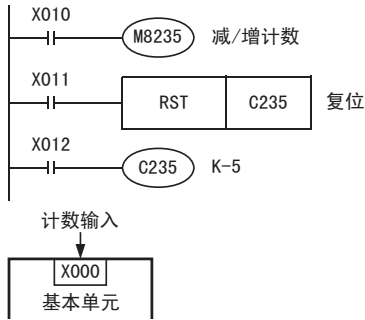 X010
M8235 减/增计数
X011
RST C235 复位
X012
C235 K-5
计数输入
X000
基本单元